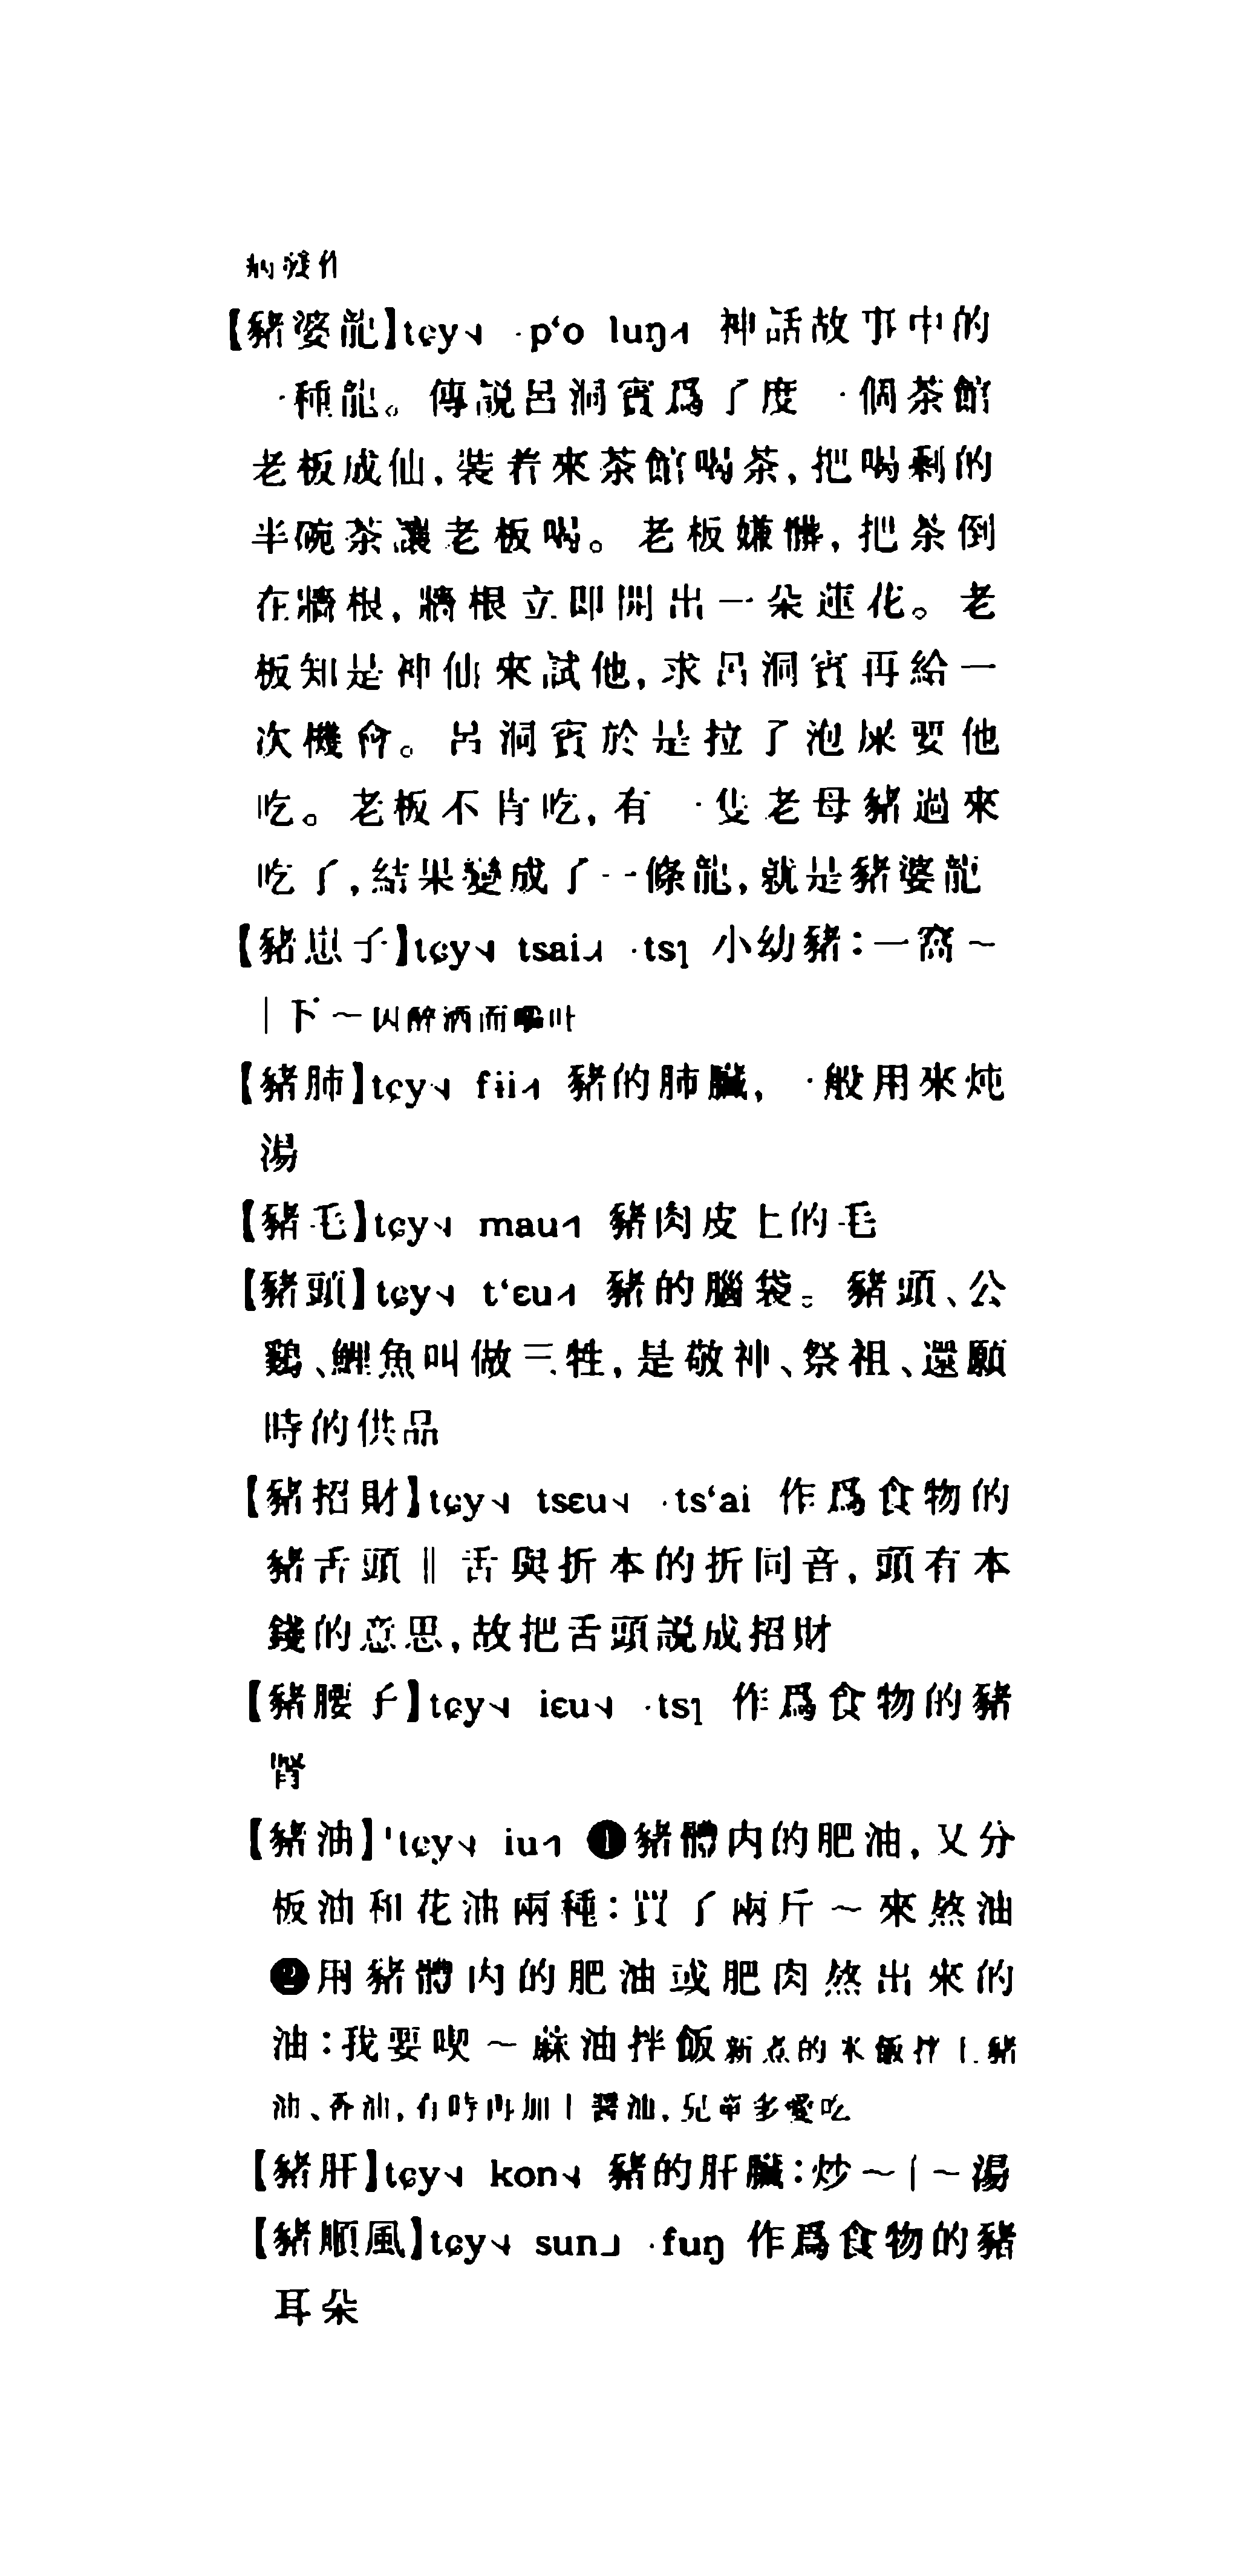 病發作
【豬婆龍】tɕy˧ ·pʻo luŋ˧ 神話故事中的
一種龍。傳説呂洞賓爲了度一個茶館
老板成仙,裝着來茶館喝茶,把喝剩的
半碗茶讓老板喝。老板嫌髒,把茶倒
在牆根,牆根立即開出一朵蓮花。老
板知是神仙來試他,求呂洞賓再給一
次機會。呂洞賓於是拉了泡屎要他
吃。老板不肯吃,有一隻老母豬過來
吃了,結果變成了一條龍,就是豬婆龍
【豬崽子】tɕy˧ tsai˩ ·tsɿ 小幼豬:一窩~
|下~因醉酒而嘔吐
【豬肺】tɕy˧ fii˧ 豬的肺臟,一般用來炖
湯
【豬毛】tɕy˧ mau˧ 豬肉皮上的毛
【豬頭】tɕy˧ tʻɛu˧ 豬的腦袋。豬頭、公
鷄、鯉魚叫做三牲,是敬神、祭祖、還願
時的供品
【豬招財】tɕy˧ tsɛu˧ ·tsʻai 作爲食物的
豬舌頭‖舌與折本的折同音,頭有本
錢的意思,故把舌頭説成招財
【豬腰子】tɕy˧ iɛu˧ ·tsɿ 作爲食物的豬
腎
【豬油】tɕy˧ iu˧ ❶豬體内的肥油,又分
板油和花油兩種:買了兩斤~來熬油
❷用豬體内的肥油或肥肉熬出來的
油:我要喫~麻油拌飯新煮的米飯拌上豬
油、香油,有時再加上醬油,兒童多愛吃
【豬肝】tɕy˧ kon˧ 豬的肝臟:炒~|~湯
【豬順風】tɕy˧ sun˩ ·fuŋ 作爲食物的豬
耳朵